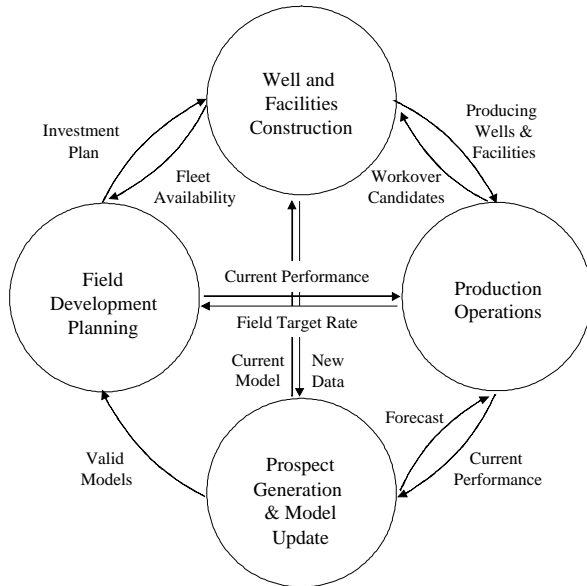 Well and
Facilities
Construction
Investment
Plan
Producing
Wells &
Facilities
Fleet
Availability
Workover
Candidates
Field
Development
Planning
Current Performance
Field Target Rate
Production
Operations
Current
Model
New
Data
Forecast
Valid
Models
Current
Performance
Prospect
Generation
& Model
Update